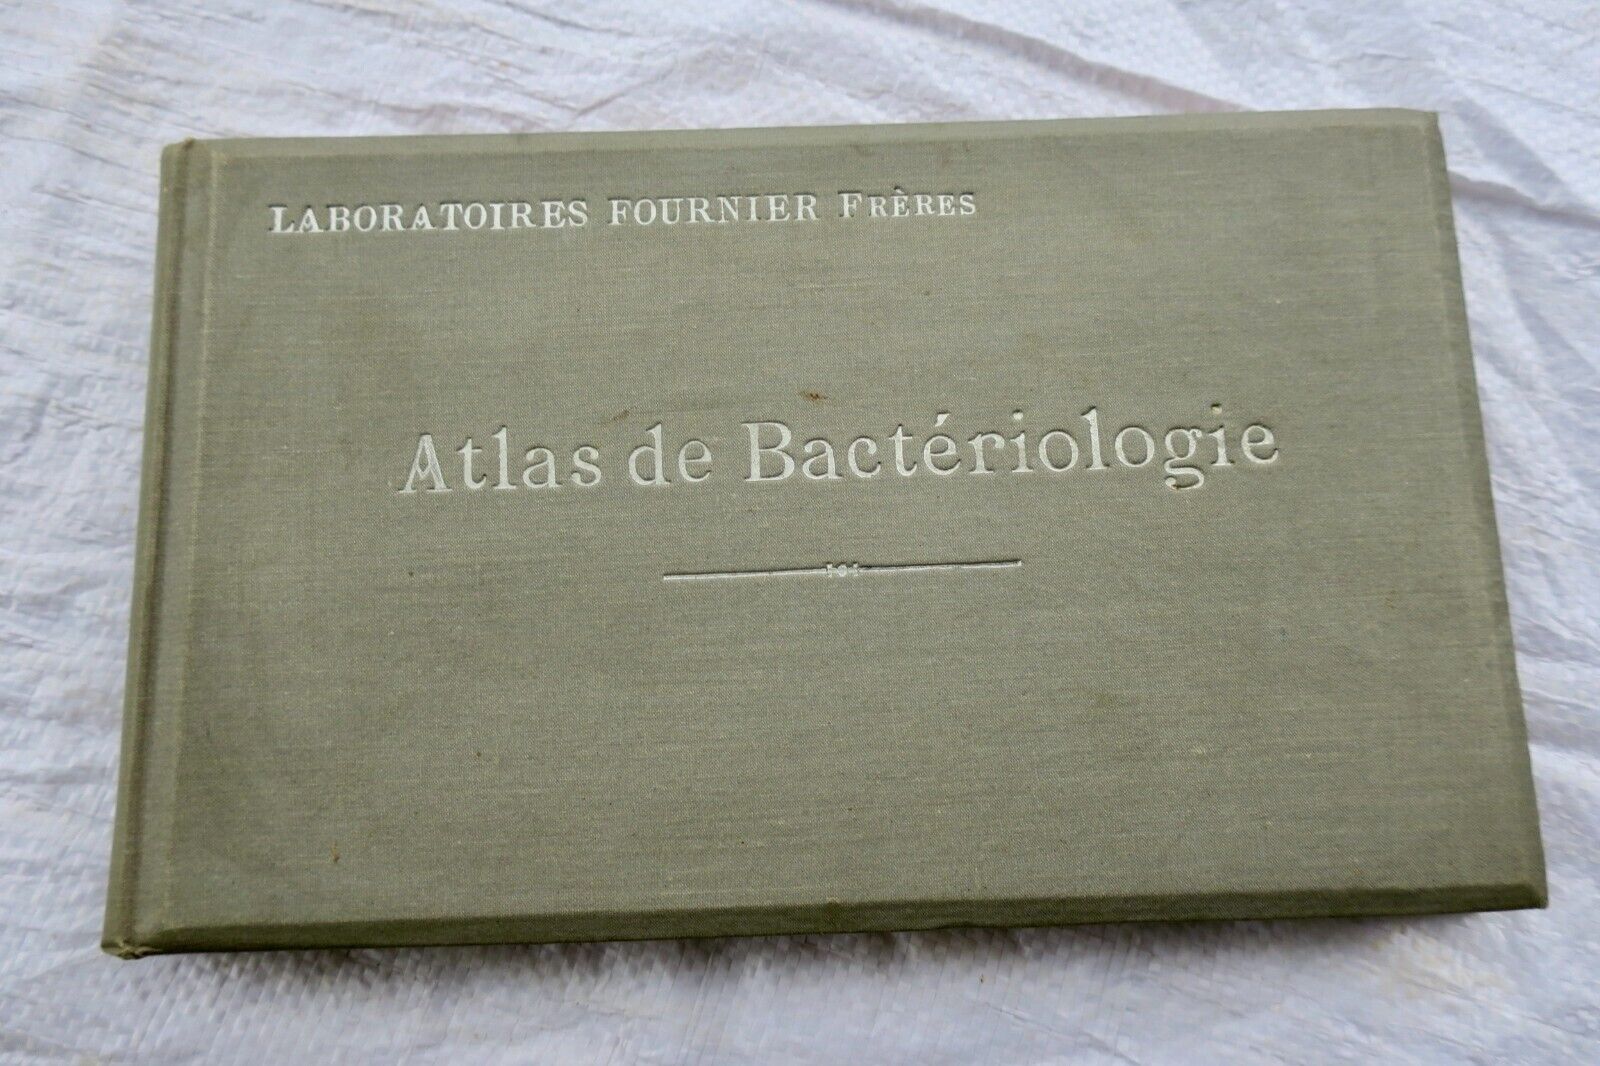 LABORATOIRES FOURNIER FRÈRES
Atlas de Bactériologie